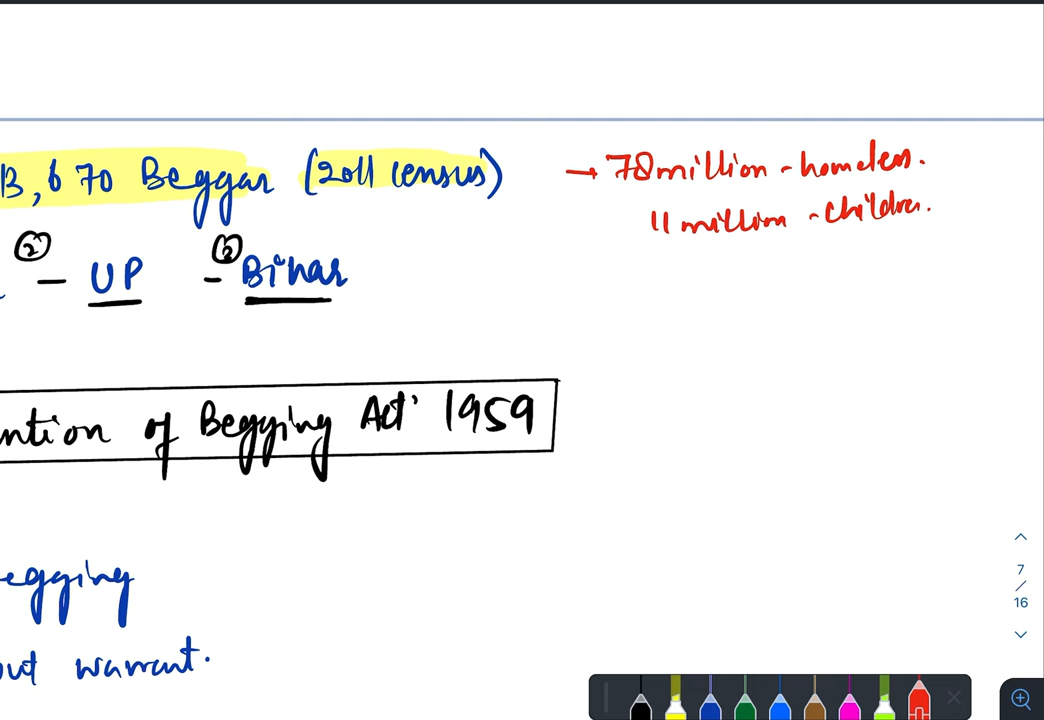 13,670 Beggar (2011 census) → 78million - homeless.
11 million - children.
② - UP - ③ Bihar
ntion of Begging Act' 1959
egging
out warrant.
7
/
16